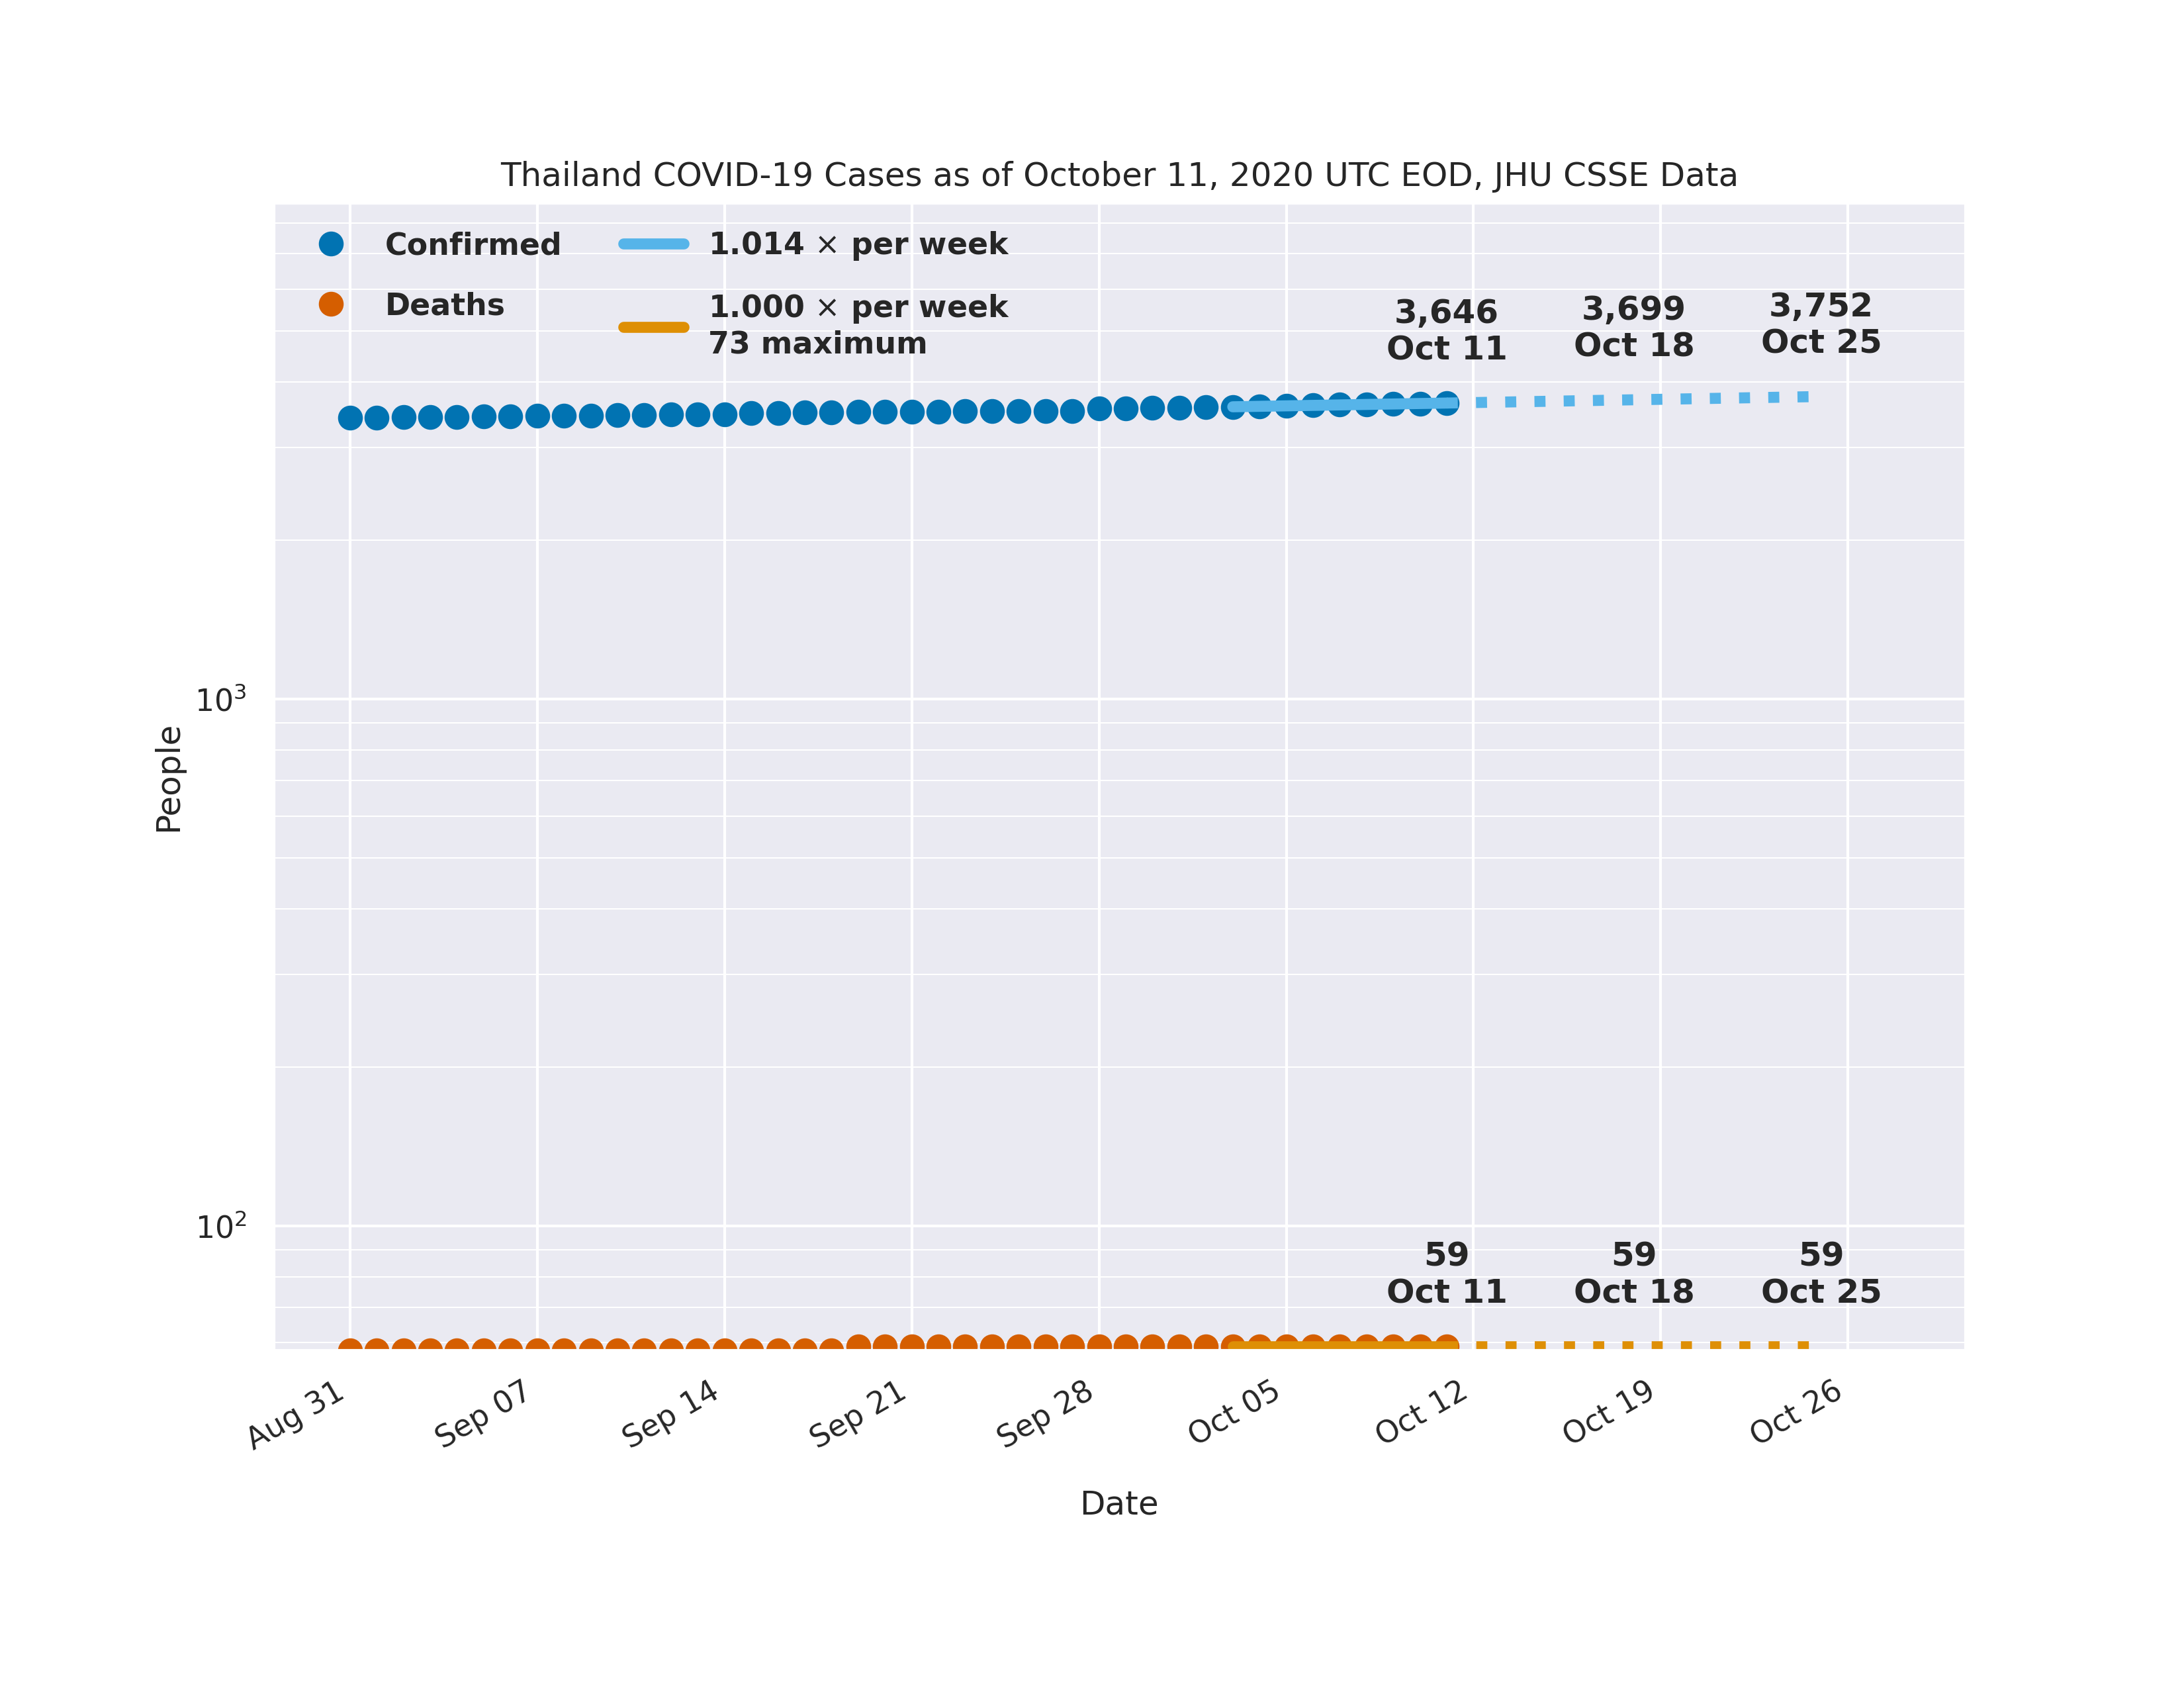 Thailand COVID-19 Cases as of October 11, 2020 UTC EOD, JHU CSSE Data
Confirmed
Deaths
1.014 × per week
1.000 × per week
73 maximum
3,646
Oct 11
3,699
Oct 18
3,752
Oct 25
10³
10²
People
59
Oct 11
59
Oct 18
59
Oct 25
Aug 31
Sep 07
Sep 14
Sep 21
Sep 28
Oct 05
Oct 12
Oct 19
Oct 26
Date